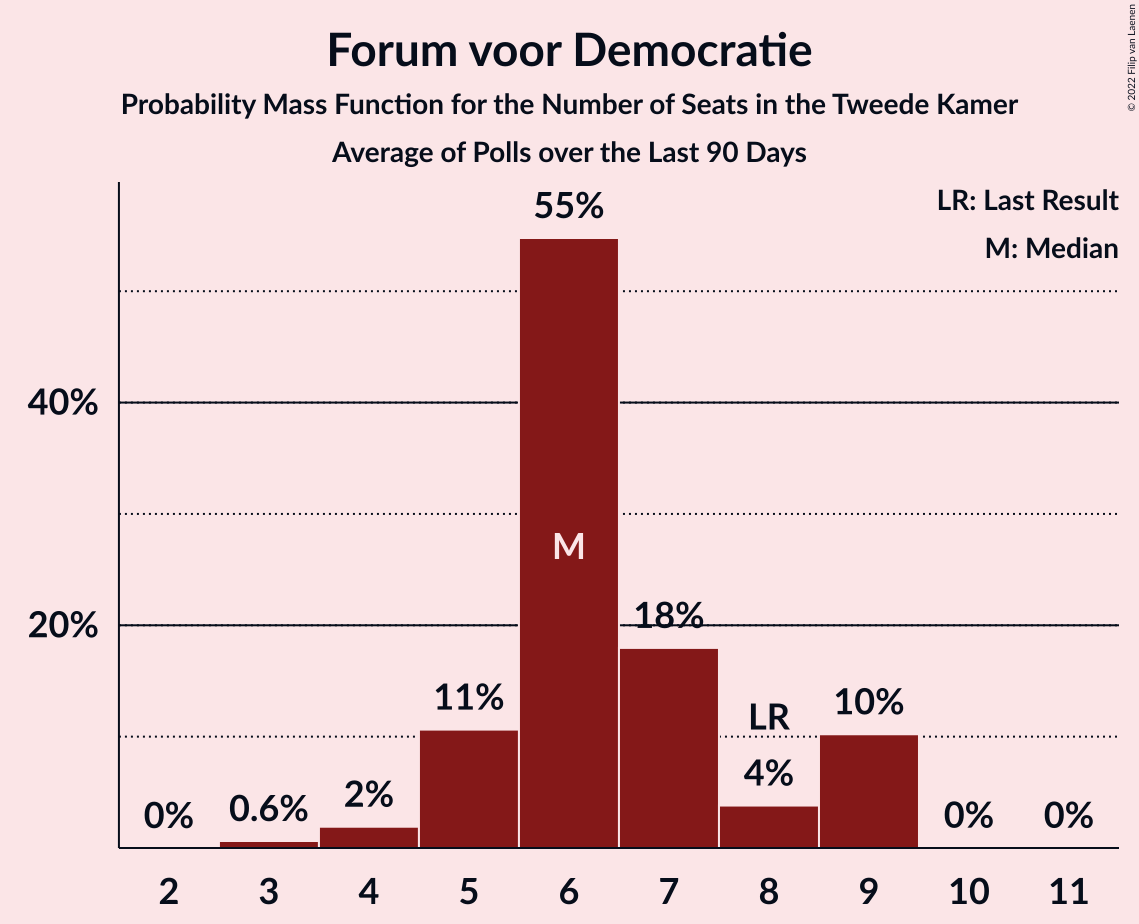 Forum voor Democratie
Probability Mass Function for the Number of Seats in the Tweede Kamer
Average of Polls over the Last 90 Days
© 2022 Filip van Laenen
LR: Last Result
M: Median
55%
40%
M
20%
18%
11%
LR
10%
0%
0.6%
2%
4%
0%
0%
2 3 4 5 6 7 8 9 10 11